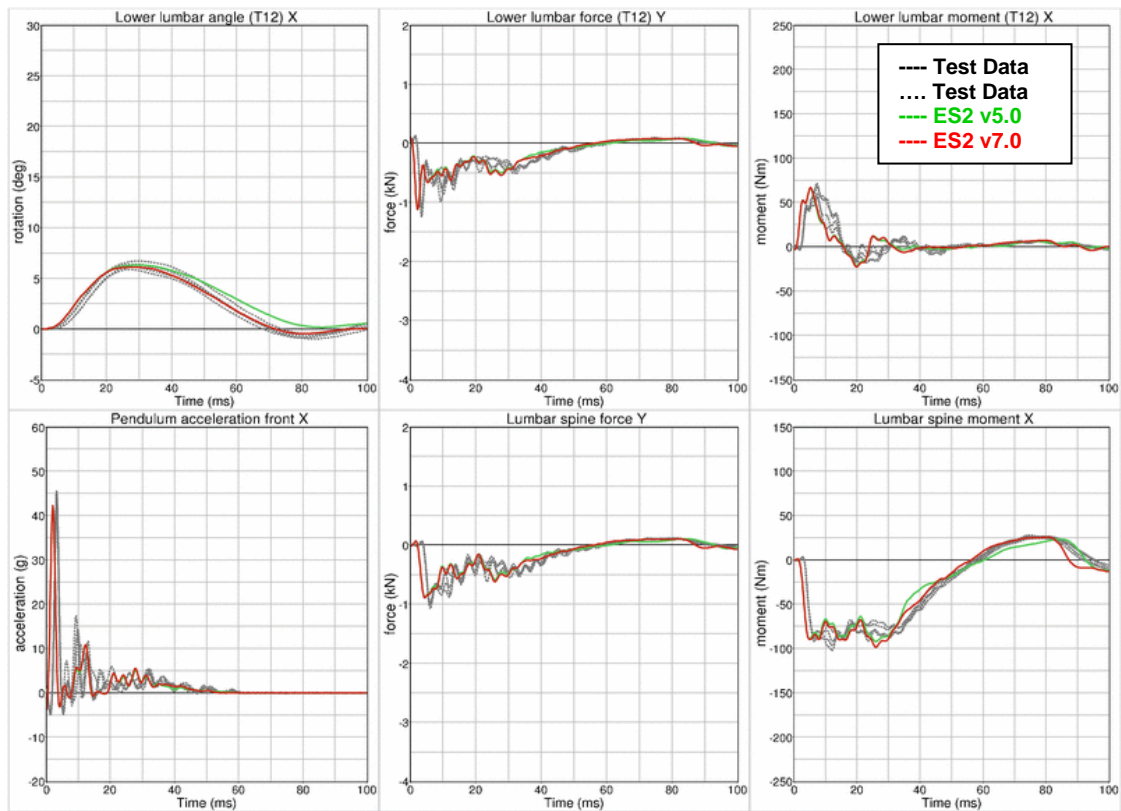 Lower lumbar angle (T12) X
rotation (deg)
30
25
20
15
10
5
0
-5
0 20 40 60 80 100
Time (ms)
Lower lumbar force (T12) Y
force (kN)
2
1
0
-1
-2
-3
-4
0 20 40 60 80 100
Time (ms)
Lower lumbar moment (T12) X
moment (Nm)
250
200
150
100
50
0
-50
-100
-150
0 20 40 60 80 100
Time (ms)
---- Test Data
.... Test Data
---- ES2 v5.0
---- ES2 v7.0
Pendulum acceleration front X
acceleration (g)
60
50
40
30
20
10
0
-10
-20
0 20 40 60 80 100
Time (ms)
Lumbar spine force Y
force (kN)
2
1
0
-1
-2
-3
-4
0 20 40 60 80 100
Time (ms)
Lumbar spine moment X
moment (Nm)
150
100
50
0
-50
-100
-150
-200
-250
0 20 40 60 80 100
Time (ms)